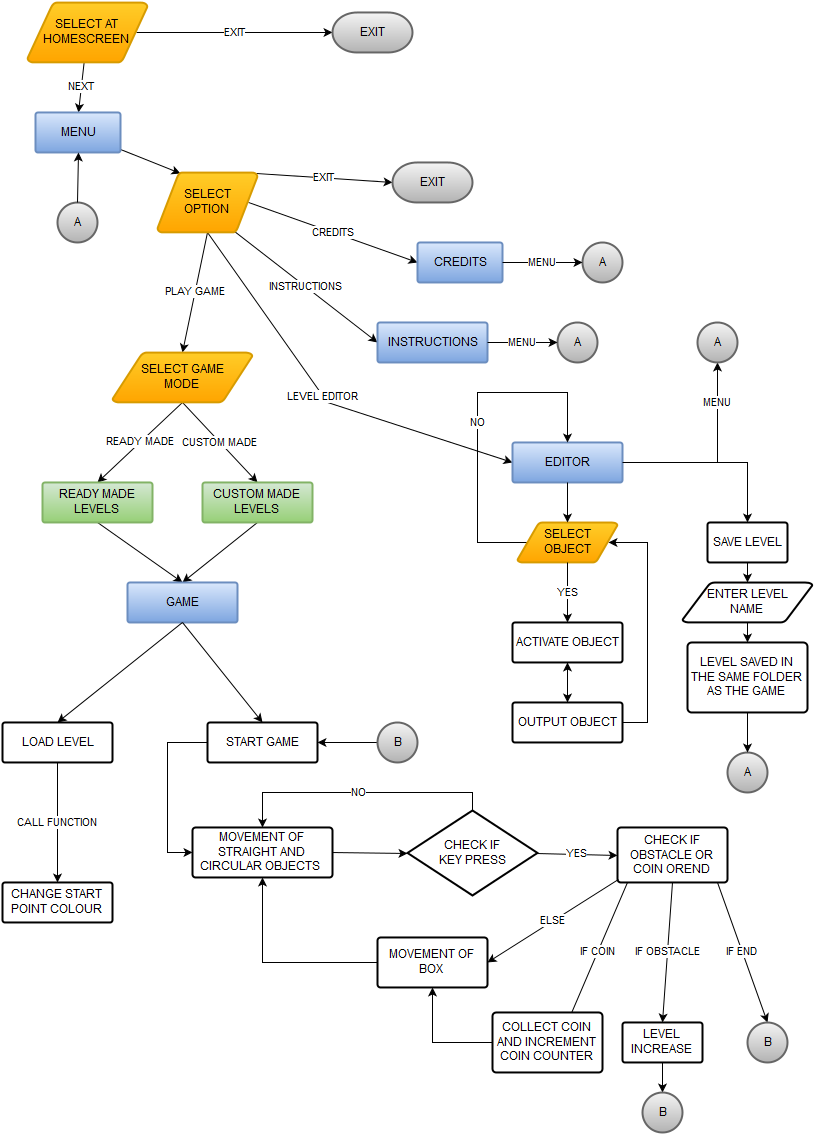 SELECT AT
HOMESCREEN
EXIT
EXIT
NEXT
MENU
A
SELECT
OPTION
EXIT
EXIT
CREDITS
CREDITS
MENU
A
INSTRUCTIONS
INSTRUCTIONS
MENU
A
PLAY GAME
LEVEL EDITOR
SELECT GAME
MODE
READY MADE
CUSTOM MADE
READY MADE
LEVELS
CUSTOM MADE
LEVELS
GAME
A
MENU
NO
EDITOR
SELECT
OBJECT
YES
ACTIVATE OBJECT
OUTPUT OBJECT
SAVE LEVEL
ENTER LEVEL
NAME
LEVEL SAVED IN
THE SAME FOLDER
AS THE GAME
A
LOAD LEVEL
CALL FUNCTION
CHANGE START
POINT COLOUR
START GAME
B
NO
MOVEMENT OF
STRAIGHT AND
CIRCULAR OBJECTS
CHECK IF
KEY PRESS
YES
CHECK IF
OBSTACLE OR
COIN OREND
ELSE
IF COIN
IF OBSTACLE
IF END
MOVEMENT OF
BOX
COLLECT COIN
AND INCREMENT
COIN COUNTER
LEVEL
INCREASE
B
B